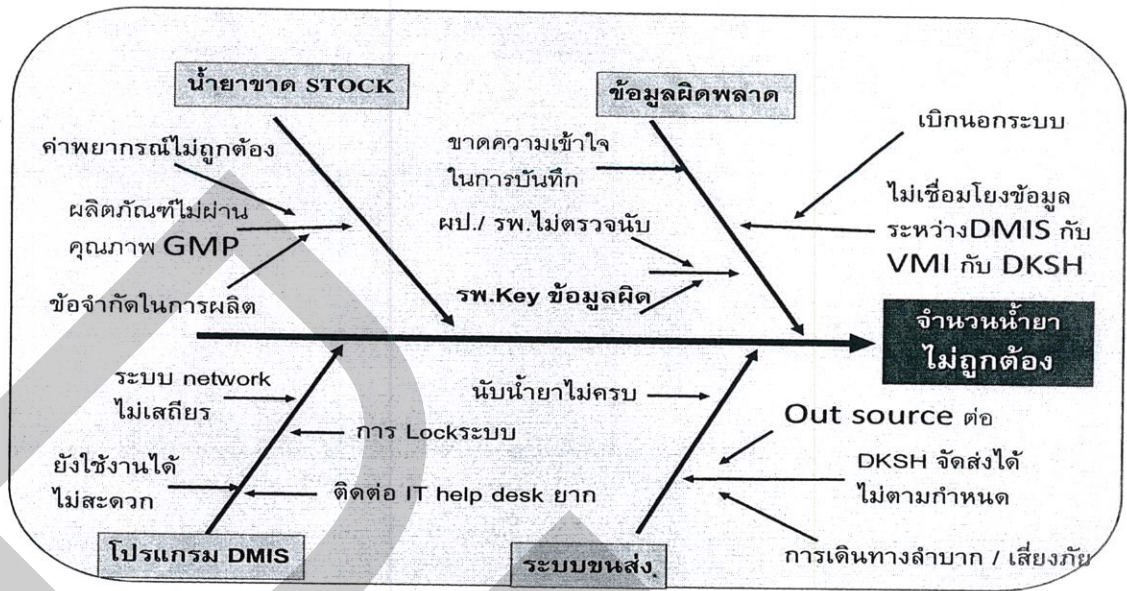 น้ำยาขาด STOCK
ข้อมูลผิดพลาด
ค่าพยากรณ์ไม่ถูกต้อง
ผลิตภัณฑ์ไม่ผ่าน
คุณภาพ GMP
ข้อจำกัดในการผลิต
ขาดความเข้าใจ
ในการบันทึก
ผป./ รพ.ไม่ตรวจนับ
รพ.Key ข้อมูลผิด
เบิกนอกระบบ
ไม่เชื่อมโยงข้อมูล
ระหว่างDMIS กับ
VMI กับ DKSH
จำนวนน้ำยา
ไม่ถูกต้อง
ระบบ network
ไม่เสถียร
การ Lockระบบ
ยังใช้งานได้
ไม่สะดวก
ติดต่อ IT help desk ยาก
โปรแกรม DMIS
นับน้ำยาไม่ครบ
Out source ต่อ
DKSH จัดส่งได้
ไม่ตามกำหนด
การเดินทางลำบาก / เสี่ยงภัย
ระบบขนส่ง.